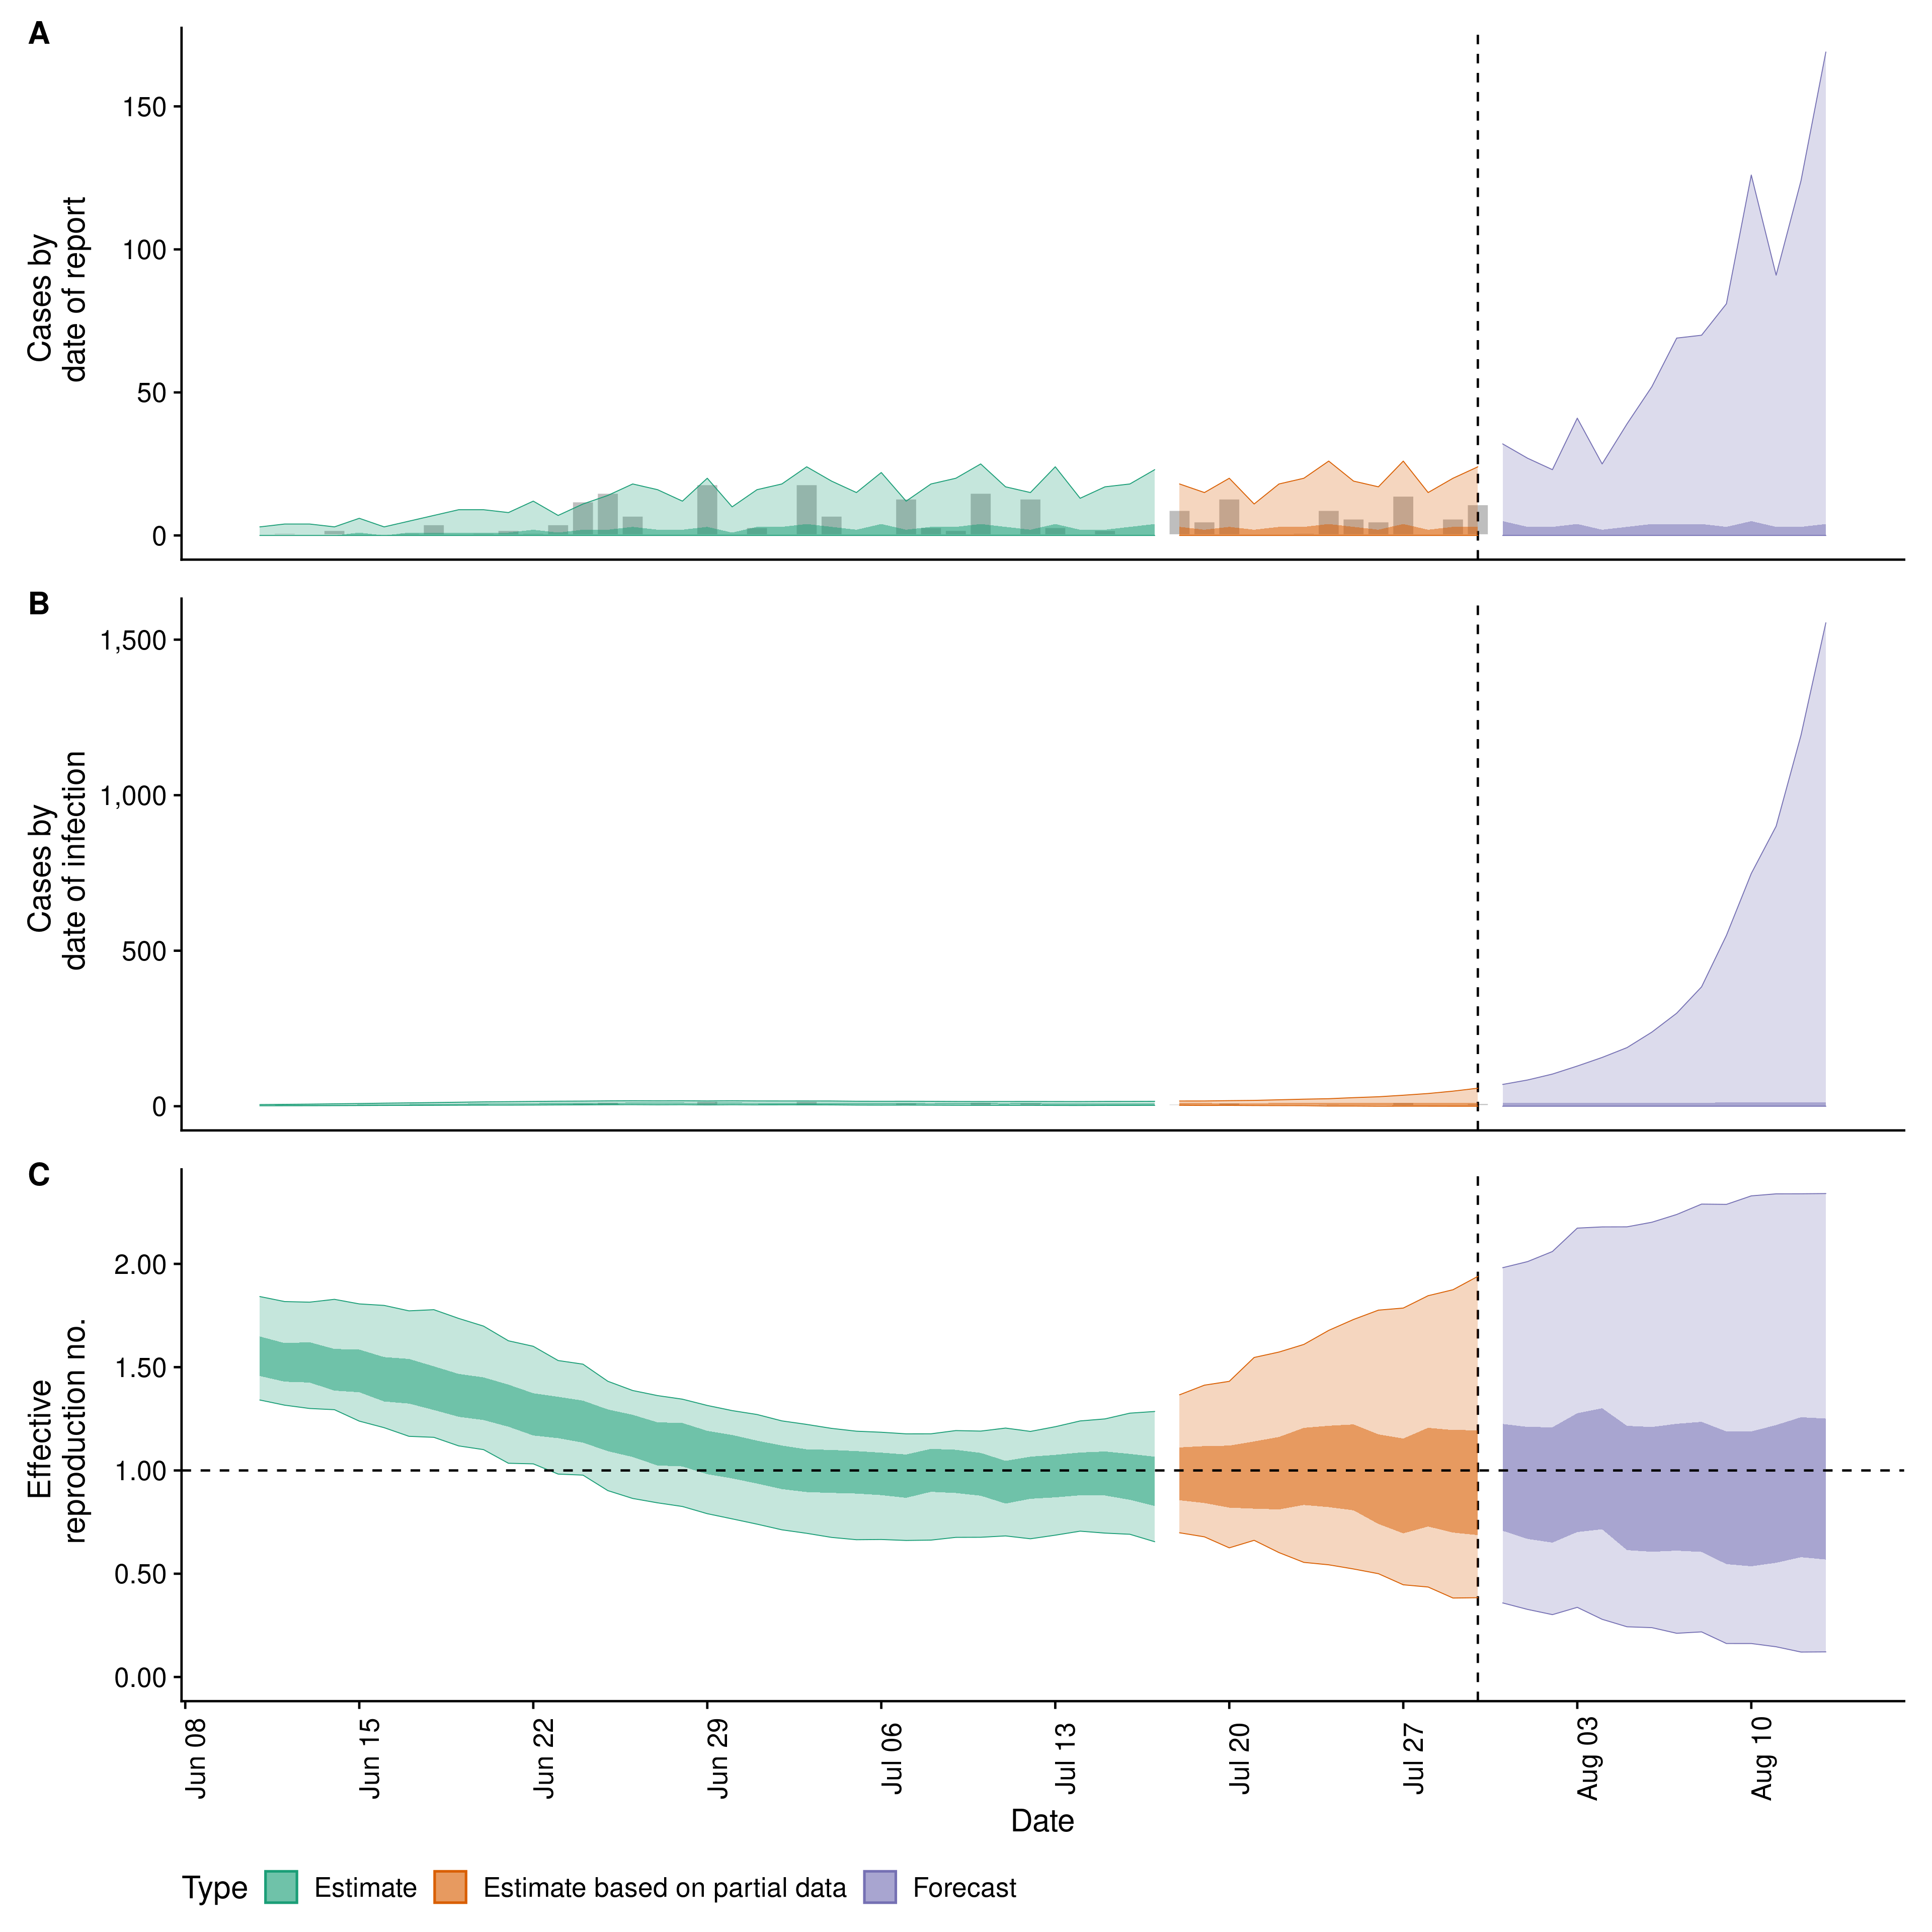 A
150
100
50
0
Cases by
date of report
B
1,500
1,000
500
0
Cases by
date of infection
C
2.00
1.50
1.00
0.50
0.00
Effective
reproduction no.
Jun 08
Jun 15
Jun 22
Jun 29
Jul 06
Jul 13
Jul 20
Jul 27
Aug 03
Aug 10
Date
Type Estimate Estimate based on partial data Forecast